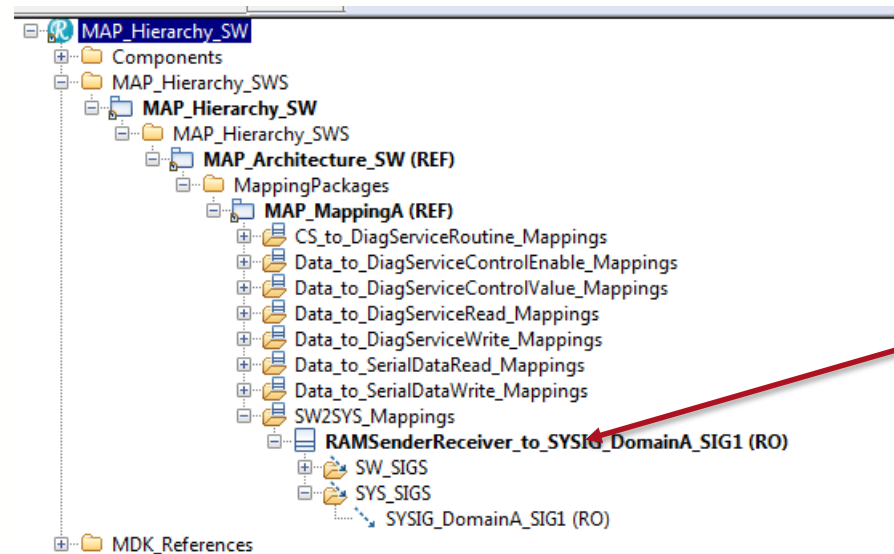 MAP_Hierarchy_SW
Components
MAP_Hierarchy_SWS
MAP_Hierarchy_SW
MAP_Hierarchy_SWS
MAP_Architecture_SW (REF)
MappingPackages
MAP_MappingA (REF)
CS_to_DiagServiceRoutine_Mappings
Data_to_DiagServiceControlEnable_Mappings
Data_to_DiagServiceControlValue_Mappings
Data_to_DiagServiceRead_Mappings
Data_to_DiagServiceWrite_Mappings
Data_to_SerialDataRead_Mappings
Data_to_SerialDataWrite_Mappings
SW2SYS_Mappings
RAMSenderReceiver_to_SYSIG_DomainA_SIG1 (RO)
SW_SIGS
SYS_SIGS
SYSIG_DomainA_SIG1 (RO)
MDK_References